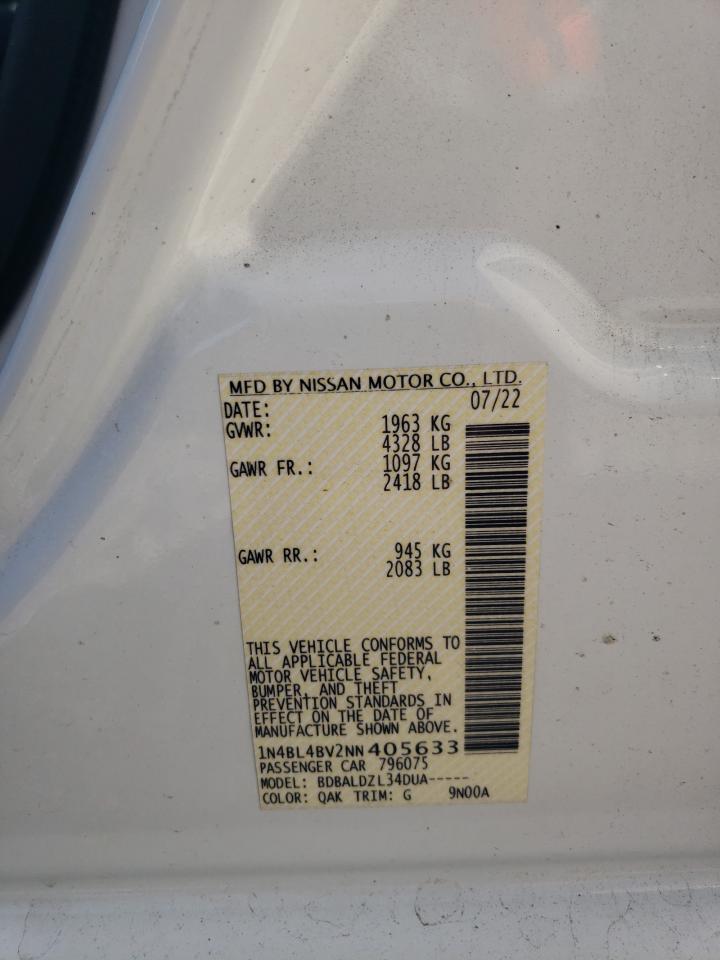 MFD BY NISSAN MOTOR CO., LTD.
DATE: 07/22
GVWR: 1963 KG
4328 LB
GAWR FR.: 1097 KG
2418 LB
GAWR RR.: 945 KG
2083 LB
THIS VEHICLE CONFORMS TO
ALL APPLICABLE FEDERAL
MOTOR VEHICLE SAFETY,
BUMPER, AND THEFT
PREVENTION STANDARDS IN
EFFECT ON THE DATE OF
MANUFACTURE SHOWN ABOVE.
1N4BL4BV2NN405633
PASSENGER CAR 796075
MODEL: BDBALDZL34DUA-----
COLOR: QAK TRIM: G 9N00A